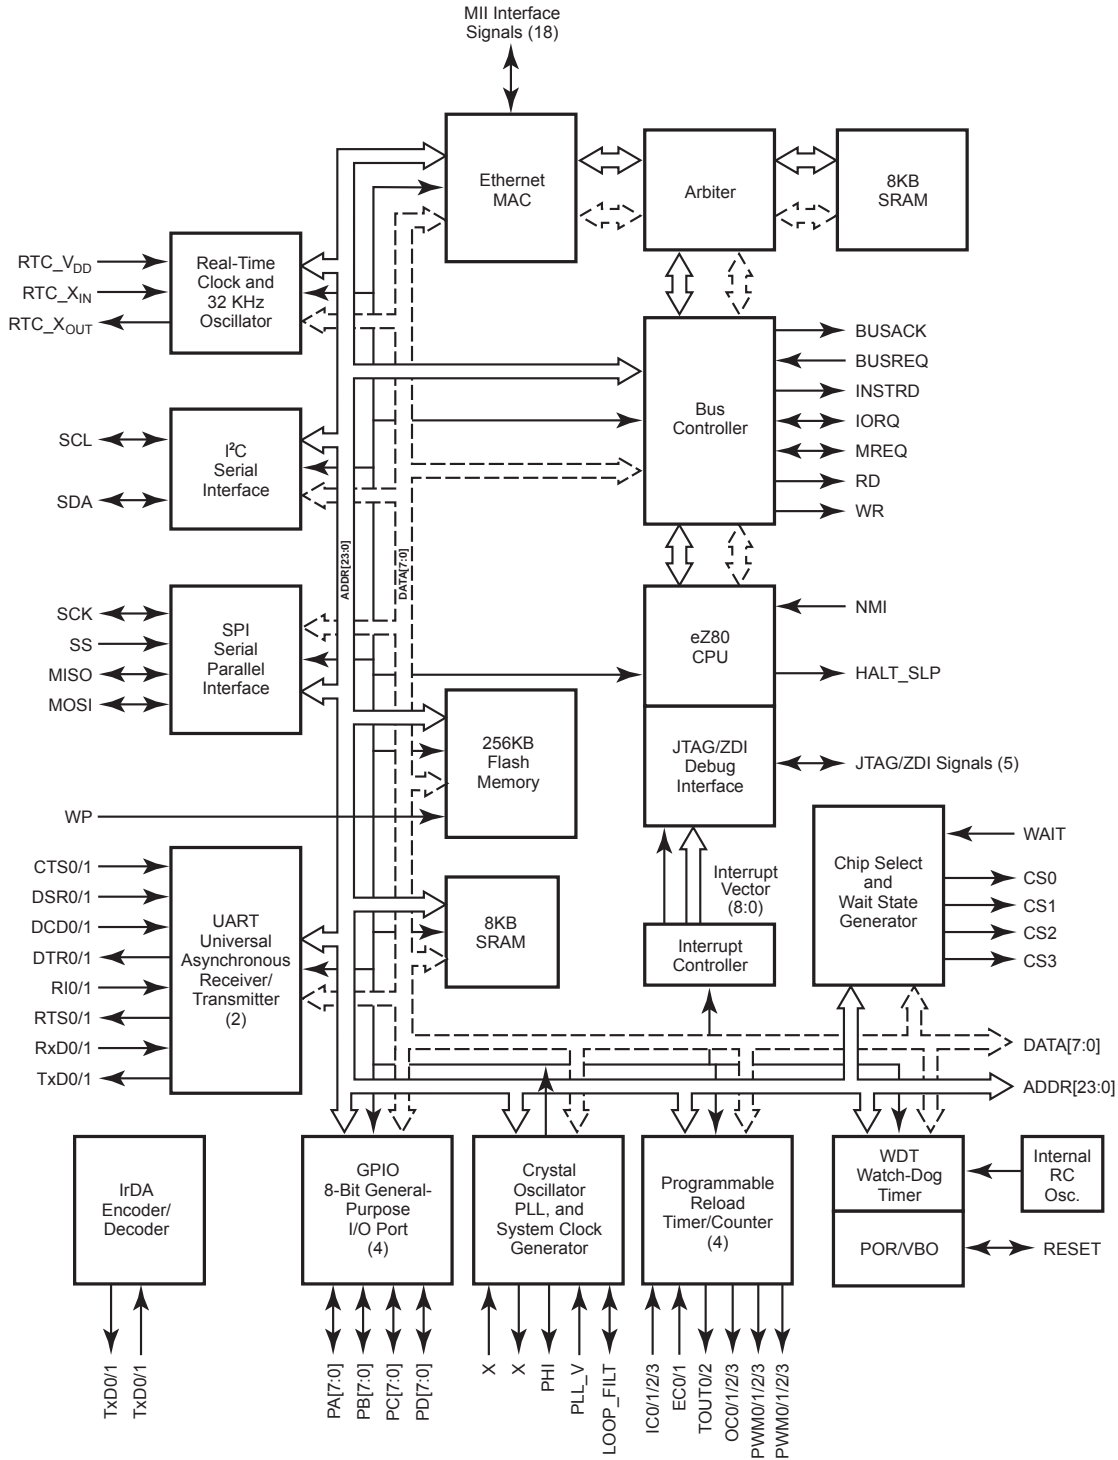 MII Interface
Signals (18)
Ethernet
MAC
Arbiter
8KB
SRAM
RTC_VDD
RTC_XIN
RTC_XOUT
Real-Time
Clock and
32 KHz
Oscillator
Bus
Controller
BUSACK
BUSREQ
INSTRD
IORQ
MREQ
RD
WR
SCL
SDA
I²C
Serial
Interface
ADDR[23:0]
DATA[7:0]
SCK
SS
MISO
MOSI
SPI
Serial
Parallel
Interface
eZ80
CPU
NMI
HALT_SLP
256KB
Flash
Memory
JTAG/ZDI
Debug
Interface
JTAG/ZDI Signals (5)
WP
CTS0/1
DSR0/1
DCD0/1
DTR0/1
RI0/1
RTS0/1
RxD0/1
TxD0/1
UART
Universal
Asynchronous
Receiver/
Transmitter
(2)
8KB
SRAM
Interrupt
Vector
(8:0)
Interrupt
Controller
Chip Select
and
Wait State
Generator
WAIT
CS0
CS1
CS2
CS3
DATA[7:0]
ADDR[23:0]
IrDA
Encoder/
Decoder
GPIO
8-Bit General-
Purpose
I/O Port
(4)
Crystal
Oscillator
PLL, and
System Clock
Generator
Programmable
Reload
Timer/Counter
(4)
WDT
Watch-Dog
Timer
POR/VBO
Internal
RC
Osc.
RESET
TxD0/1
TxD0/1
PA[7:0]
PB[7:0]
PC[7:0]
PD[7:0]
X
X
PHI
PLL_V
LOOP_FILT
IC0/1/2/3
EC0/1
TOUT0/2
OC0/1/2/3
PWM0/1/2/3
PWM0/1/2/3